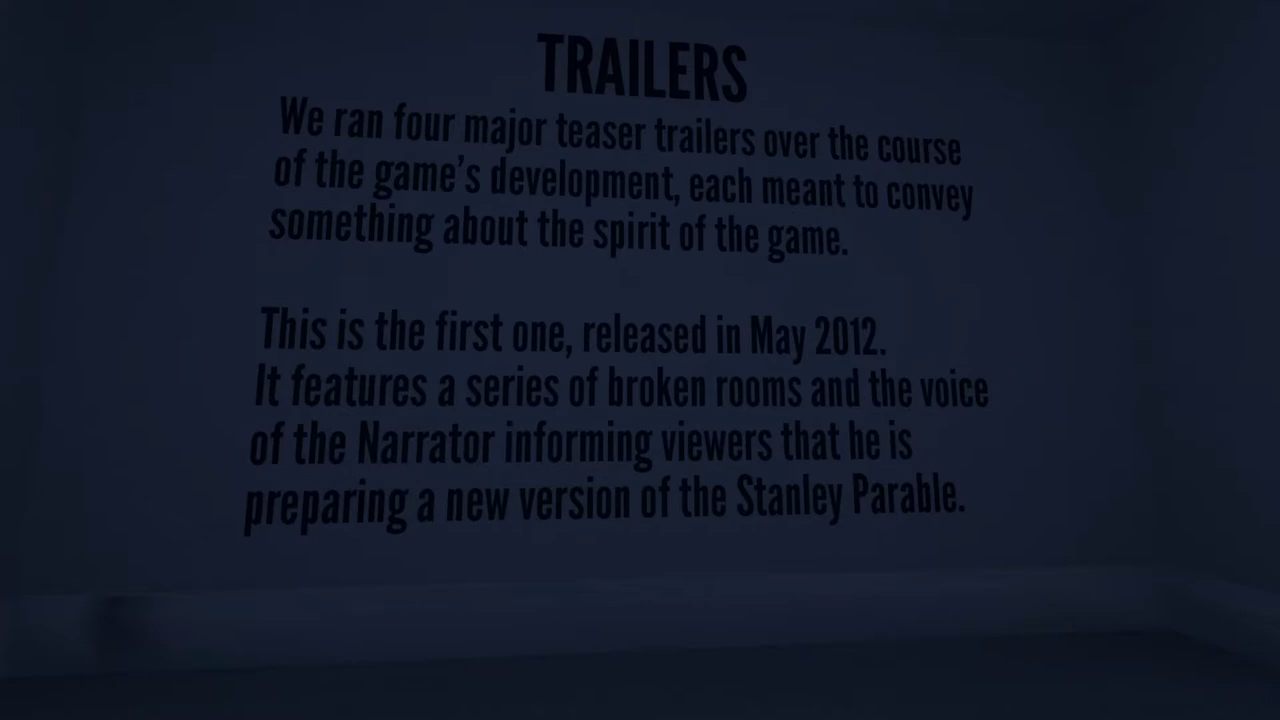 TRAILERS
We ran four major teaser trailers over the course
of the game's development, each meant to convey
something about the spirit of the game.
This is the first one, released in May 2012.
It features a series of broken rooms and the voice
of the Narrator informing viewers that he is
preparing a new version of the Stanley Parable.